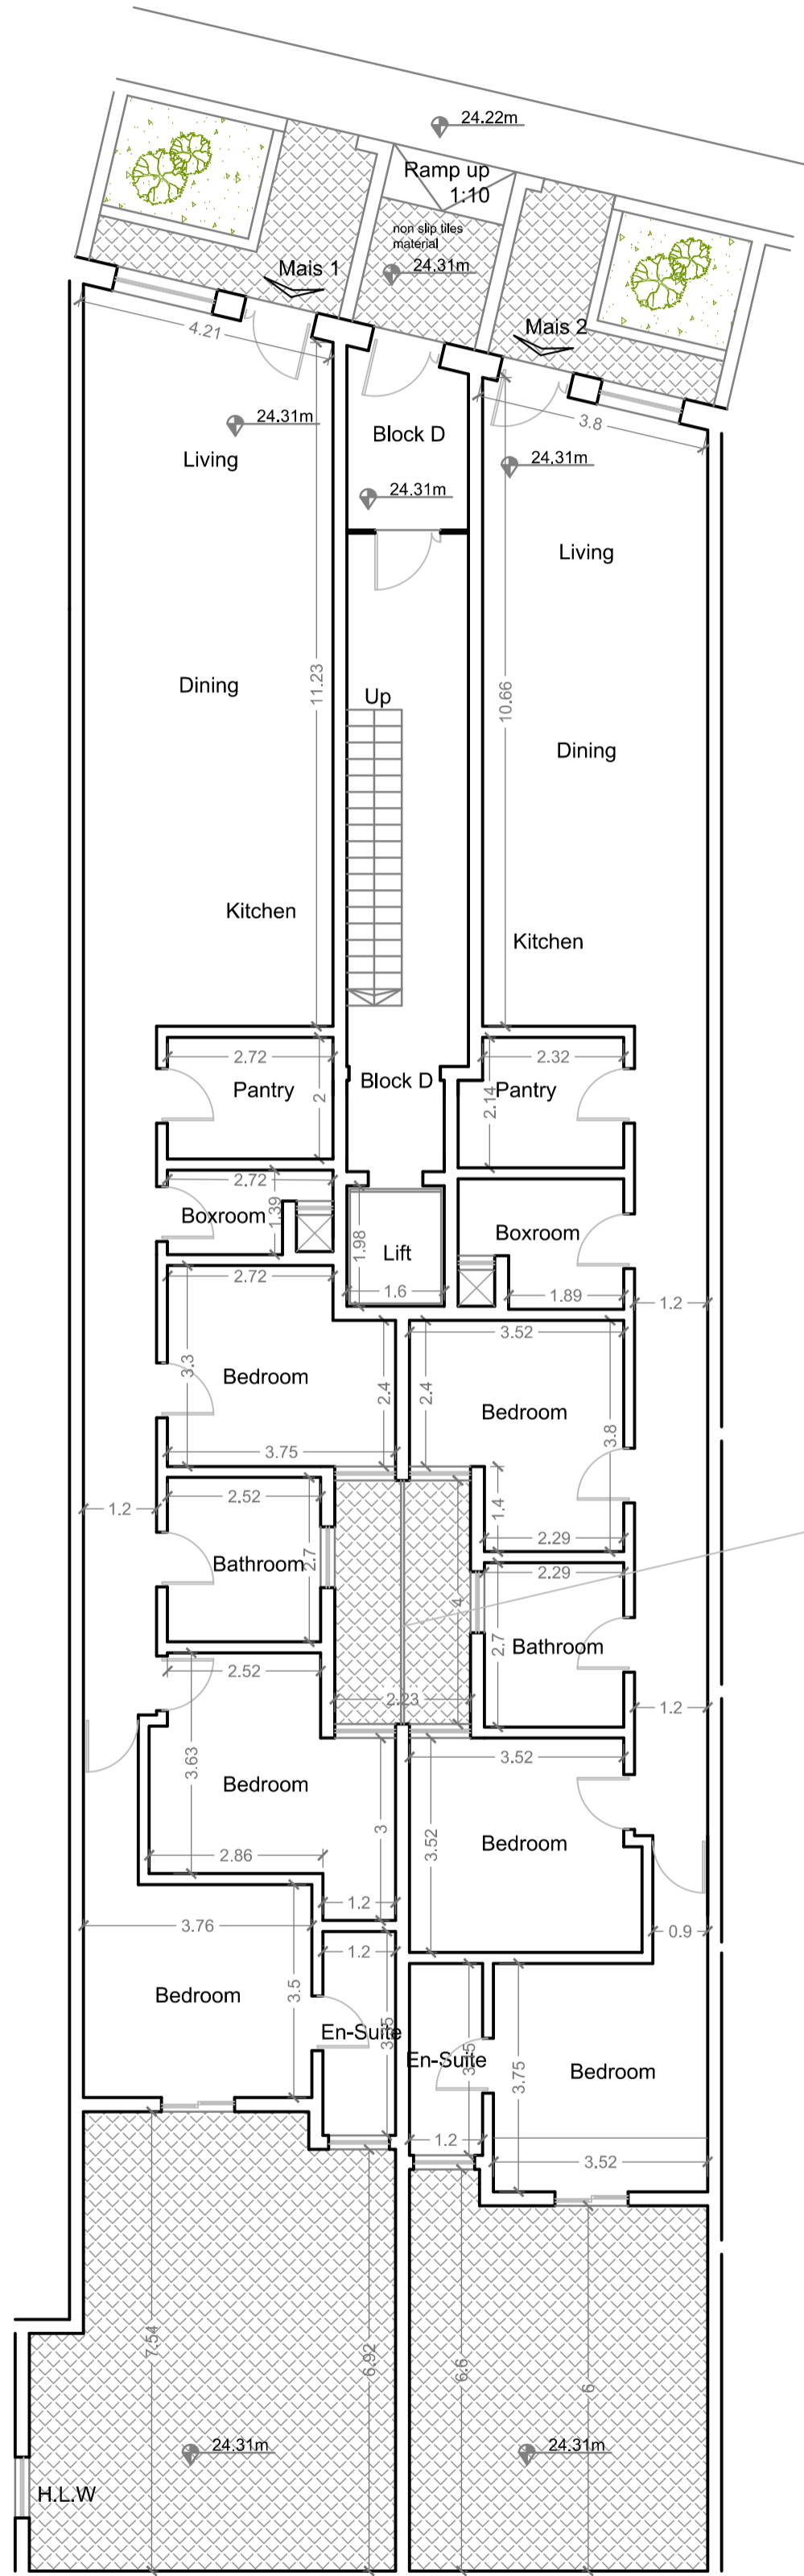 24.22m
Ramp up
1:10
non slip tiles
material
24.31m
Mais 1
Mais 2
4.21
3.8
24.31m
Block D
24.31m
24.31m
Living
Living
11.23
10.66
Dining
Up
Dining
Kitchen
Kitchen
2.72
2.32
Pantry
2
Block D
2.14
Pantry
2.72
Boxroom
1.39
1.98
Lift
Boxroom
1.6
1.89
1.2
2.72
3.52
3.3
Bedroom
2.4
2.4
Bedroom
3.8
3.75
1.4
2.52
1.2
2.29
Bathroom
2.7
2.29
4
2.7
Bathroom
2.52
2.23
1.2
3.63
3.52
Bedroom
3
3.52
Bedroom
2.86
1.2
3.76
1.2
0.9
Bedroom
3.5
En-Suite
En-Suite
3.75
Bedroom
1.2
3.52
7.54
6.92
6.6
6
24.31m
24.31m
H.L.W